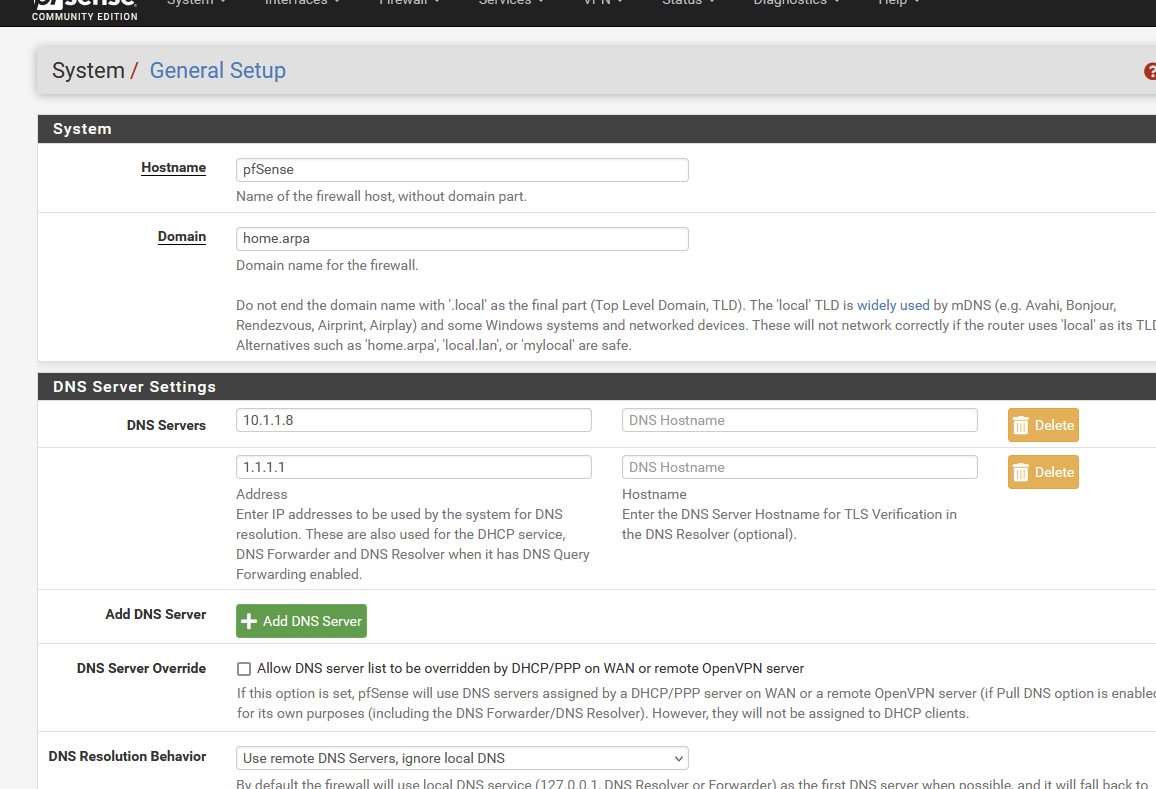 COMMUNITY EDITION
System Interfaces Firewall Services VPN Status Diagnostics Help
System / General Setup
System
Hostname
pfSense
Name of the firewall host, without domain part.
Domain
home.arpa
Domain name for the firewall.
Do not end the domain name with '.local' as the final part (Top Level Domain, TLD). The 'local' TLD is widely used by mDNS (e.g. Avahi, Bonjour,
Rendezvous, Airprint, Airplay) and some Windows systems and networked devices. These will not network correctly if the router uses 'local' as its TLD
Alternatives such as 'home.arpa', 'local.lan', or 'mylocal' are safe.
DNS Server Settings
DNS Servers
10.1.1.8
DNS Hostname
Delete
1.1.1.1
DNS Hostname
Delete
Address
Enter IP addresses to be used by the system for DNS
resolution. These are also used for the DHCP service,
DNS Forwarder and DNS Resolver when it has DNS Query
Forwarding enabled.
Hostname
Enter the DNS Server Hostname for TLS Verification in
the DNS Resolver (optional).
Add DNS Server
Add DNS Server
DNS Server Override
Allow DNS server list to be overridden by DHCP/PPP on WAN or remote OpenVPN server
If this option is set, pfSense will use DNS servers assigned by a DHCP/PPP server on WAN or a remote OpenVPN server (if Pull DNS option is enabled
for its own purposes (including the DNS Forwarder/DNS Resolver). However, they will not be assigned to DHCP clients.
DNS Resolution Behavior
Use remote DNS Servers, ignore local DNS
By default the firewall will use local DNS service (127.0.0.1, DNS Resolver or Forwarder) as the first DNS server when possible, and it will fall back to